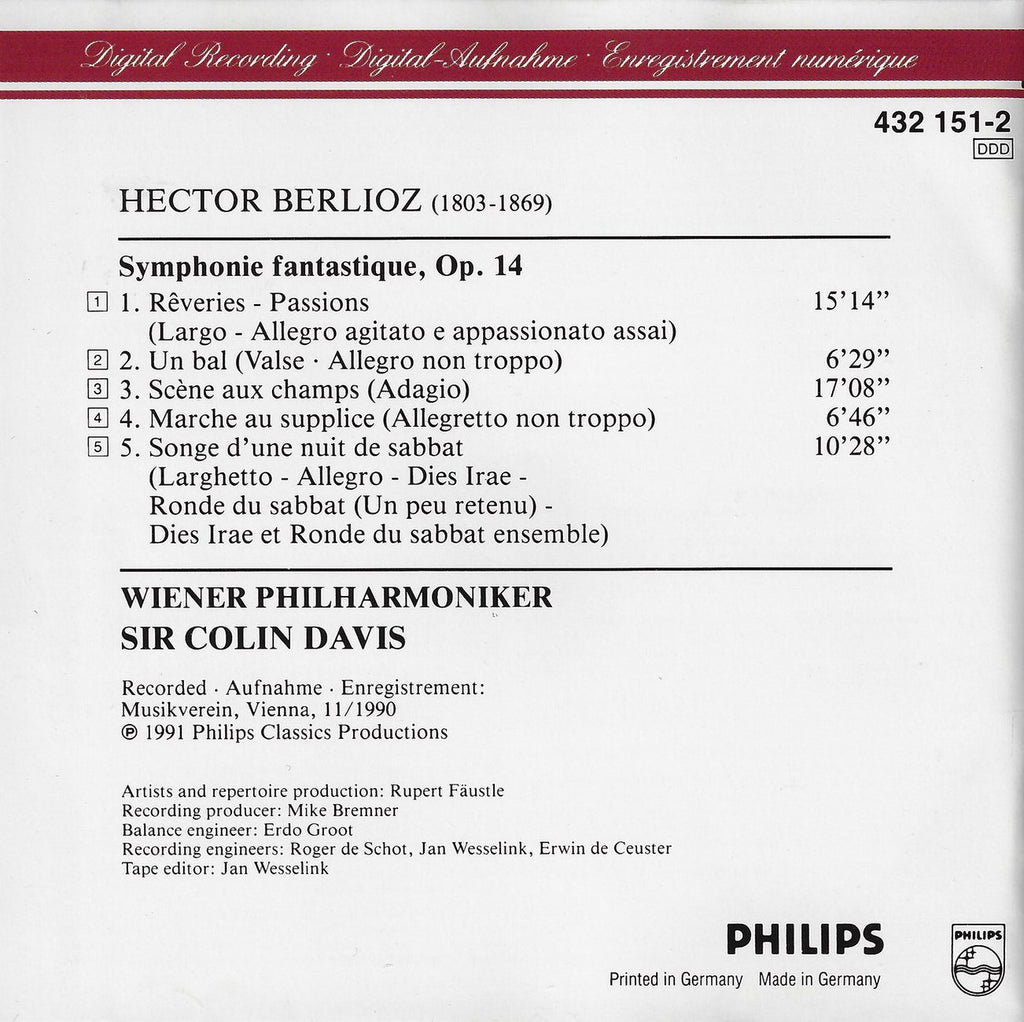 Digital Recording · Digital-Aufnahme · Enregistrement numérique
432 151-2
DDD
HECTOR BERLIOZ (1803-1869)
Symphonie fantastique, Op. 14
1 1. Rêveries - Passions 15’14”
(Largo - Allegro agitato e appassionato assai)
2 2. Un bal (Valse · Allegro non troppo) 6’29”
3 3. Scène aux champs (Adagio) 17’08”
4 4. Marche au supplice (Allegretto non troppo) 6’46”
5 5. Songe d’une nuit de sabbat 10’28”
(Larghetto - Allegro - Dies Irae -
Ronde du sabbat (Un peu retenu) -
Dies Irae et Ronde du sabbat ensemble)
WIENER PHILHARMONIKER
SIR COLIN DAVIS
Recorded · Aufnahme · Enregistrement:
Musikverein, Vienna, 11/1990
℗ 1991 Philips Classics Productions
Artists and repertoire production: Rupert Fäustle
Recording producer: Mike Bremner
Balance engineer: Erdo Groot
Recording engineers: Roger de Schot, Jan Wesselink, Erwin de Ceuster
Tape editor: Jan Wesselink
PHILIPS
PHILIPS
Printed in Germany Made in Germany